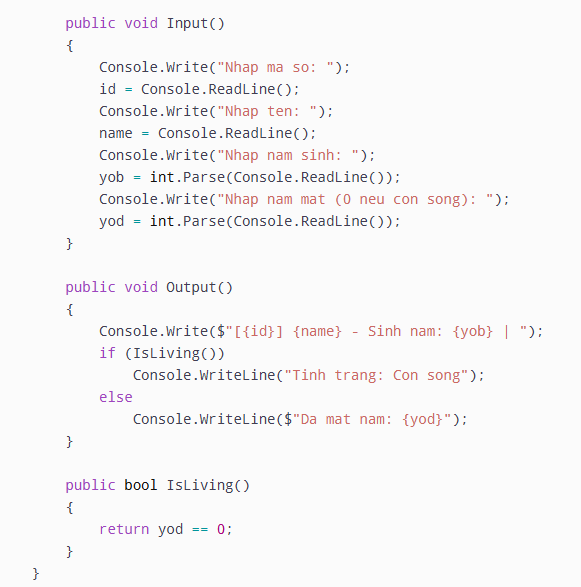 public void Input()
{
Console.Write("Nhap ma so: ");
id = Console.ReadLine();
Console.Write("Nhap ten: ");
name = Console.ReadLine();
Console.Write("Nhap nam sinh: ");
yob = int.Parse(Console.ReadLine());
Console.Write("Nhap nam mat (0 neu con song): ");
yod = int.Parse(Console.ReadLine());
}
public void Output()
{
Console.Write($"[{id}] {name} - Sinh nam: {yob} | ");
if (IsLiving())
Console.WriteLine("Tinh trang: Con song");
else
Console.WriteLine($"Da mat nam: {yod}");
}
public bool IsLiving()
{
return yod == 0;
}
}